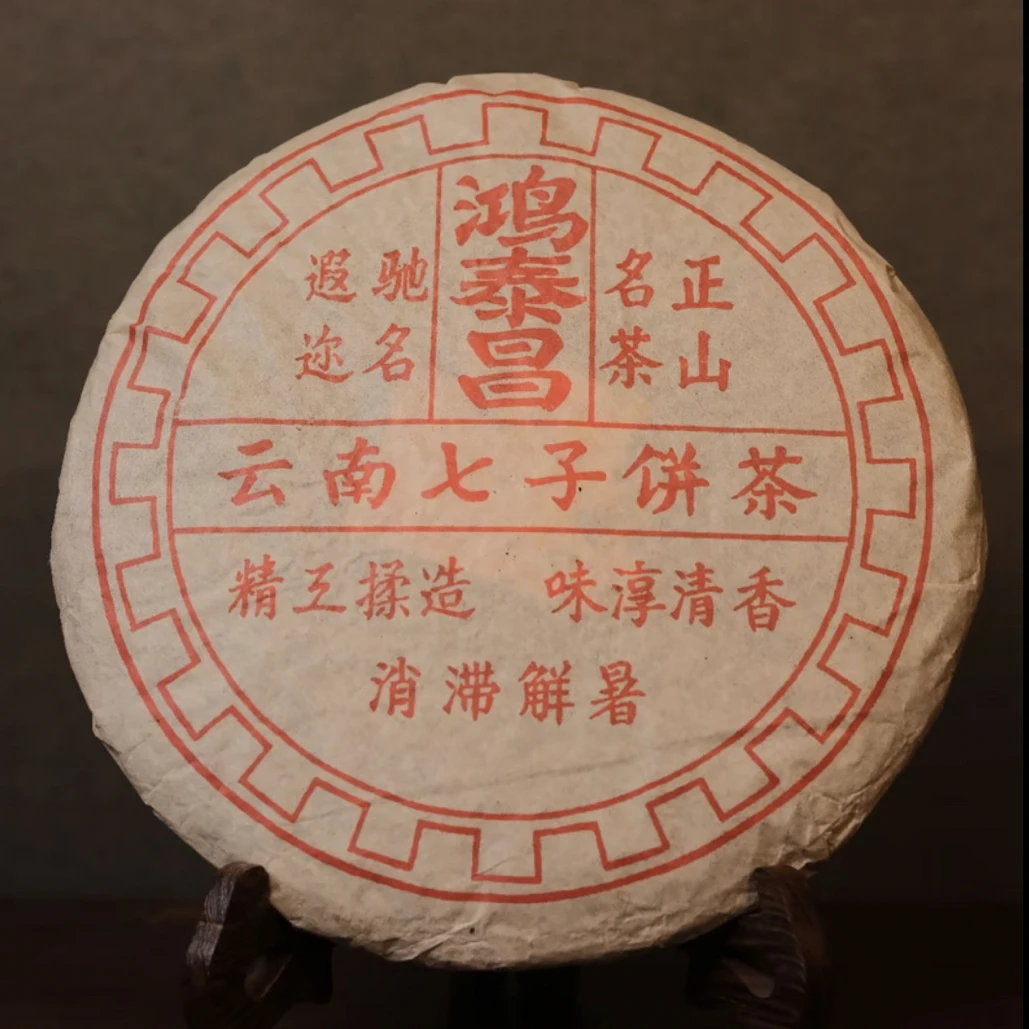 鸿泰昌
正山
名茶
驰名
遐迩
云南七子饼茶
精工揉造 味淳清香
消滞解暑